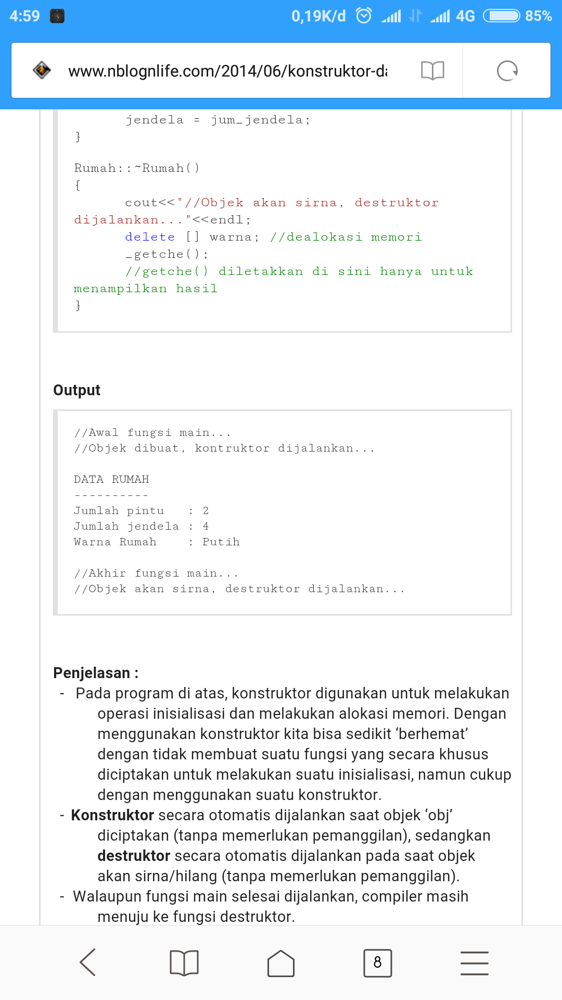 4:59 0,19K/d 4G 85%
www.nblognlife.com/2014/06/konstruktor-da
jendela = jum_jendela;
}
Rumah::~Rumah()
{
cout<<"//Objek akan sirna, destruktor
dijalankan..."<<endl;
delete [] warna; //dealokasi memori
_getche();
//getche() diletakkan di sini hanya untuk
menampilkan hasil
}
Output
//Awal fungsi main...
//Objek dibuat, kontruktor dijalankan...
DATA RUMAH
----------
Jumlah pintu : 2
Jumlah jendela : 4
Warna Rumah : Putih
//Akhir fungsi main...
//Objek akan sirna, destruktor dijalankan...
Penjelasan :
- Pada program di atas, konstruktor digunakan untuk melakukan
operasi inisialisasi dan melakukan alokasi memori. Dengan
menggunakan konstruktor kita bisa sedikit ‘berhemat’
dengan tidak membuat suatu fungsi yang secara khusus
diciptakan untuk melakukan suatu inisialisasi, namun cukup
dengan menggunakan suatu konstruktor.
- Konstruktor secara otomatis dijalankan saat objek ‘obj’
diciptakan (tanpa memerlukan pemanggilan), sedangkan
destruktor secara otomatis dijalankan pada saat objek
akan sirna/hilang (tanpa memerlukan pemanggilan).
- Walaupun fungsi main selesai dijalankan, compiler masih
menuju ke fungsi destruktor.
8